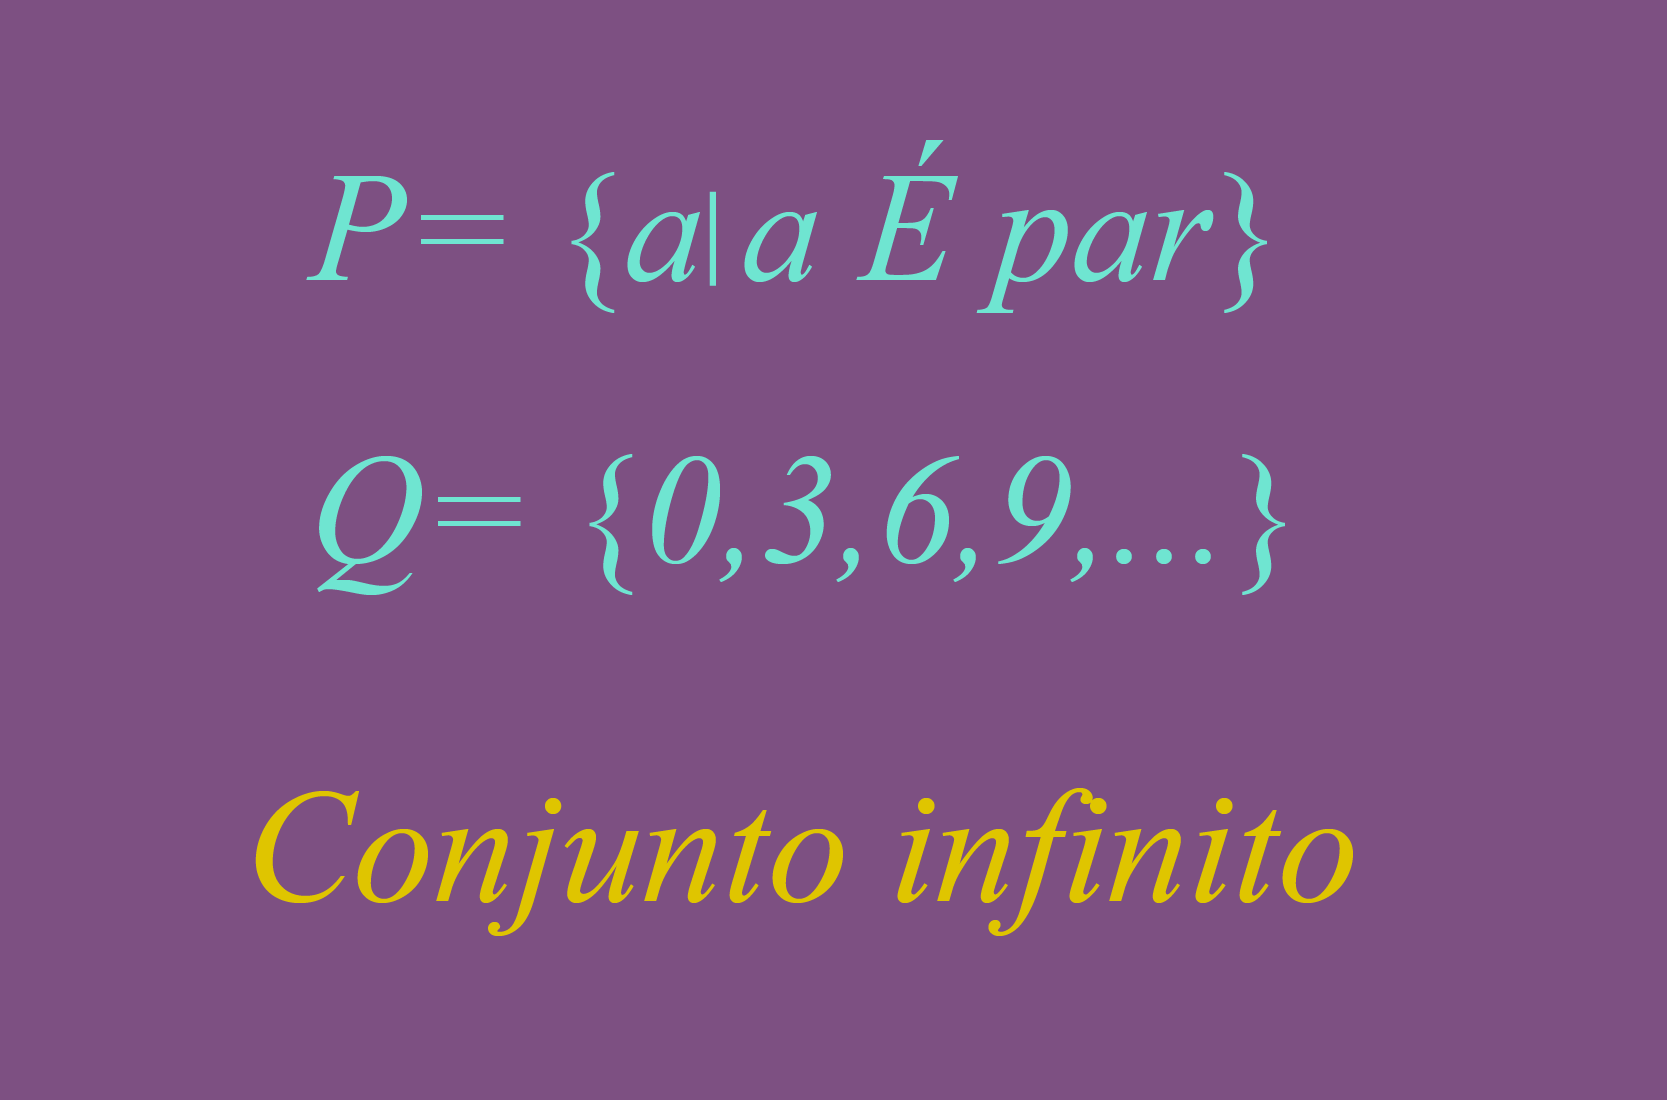 P= {a|a É par}
Q= {0,3,6,9,...}
Conjunto infinito